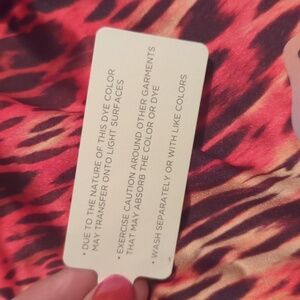 • DUE TO THE NATURE OF THIS DYE COLOR
MAY TRANSFER ONTO LIGHT SURFACES
• EXERCISE CAUTION AROUND OTHER GARMENTS
THAT MAY ABSORB THE COLOR OR DYE
• WASH SEPARATELY OR WITH LIKE COLORS